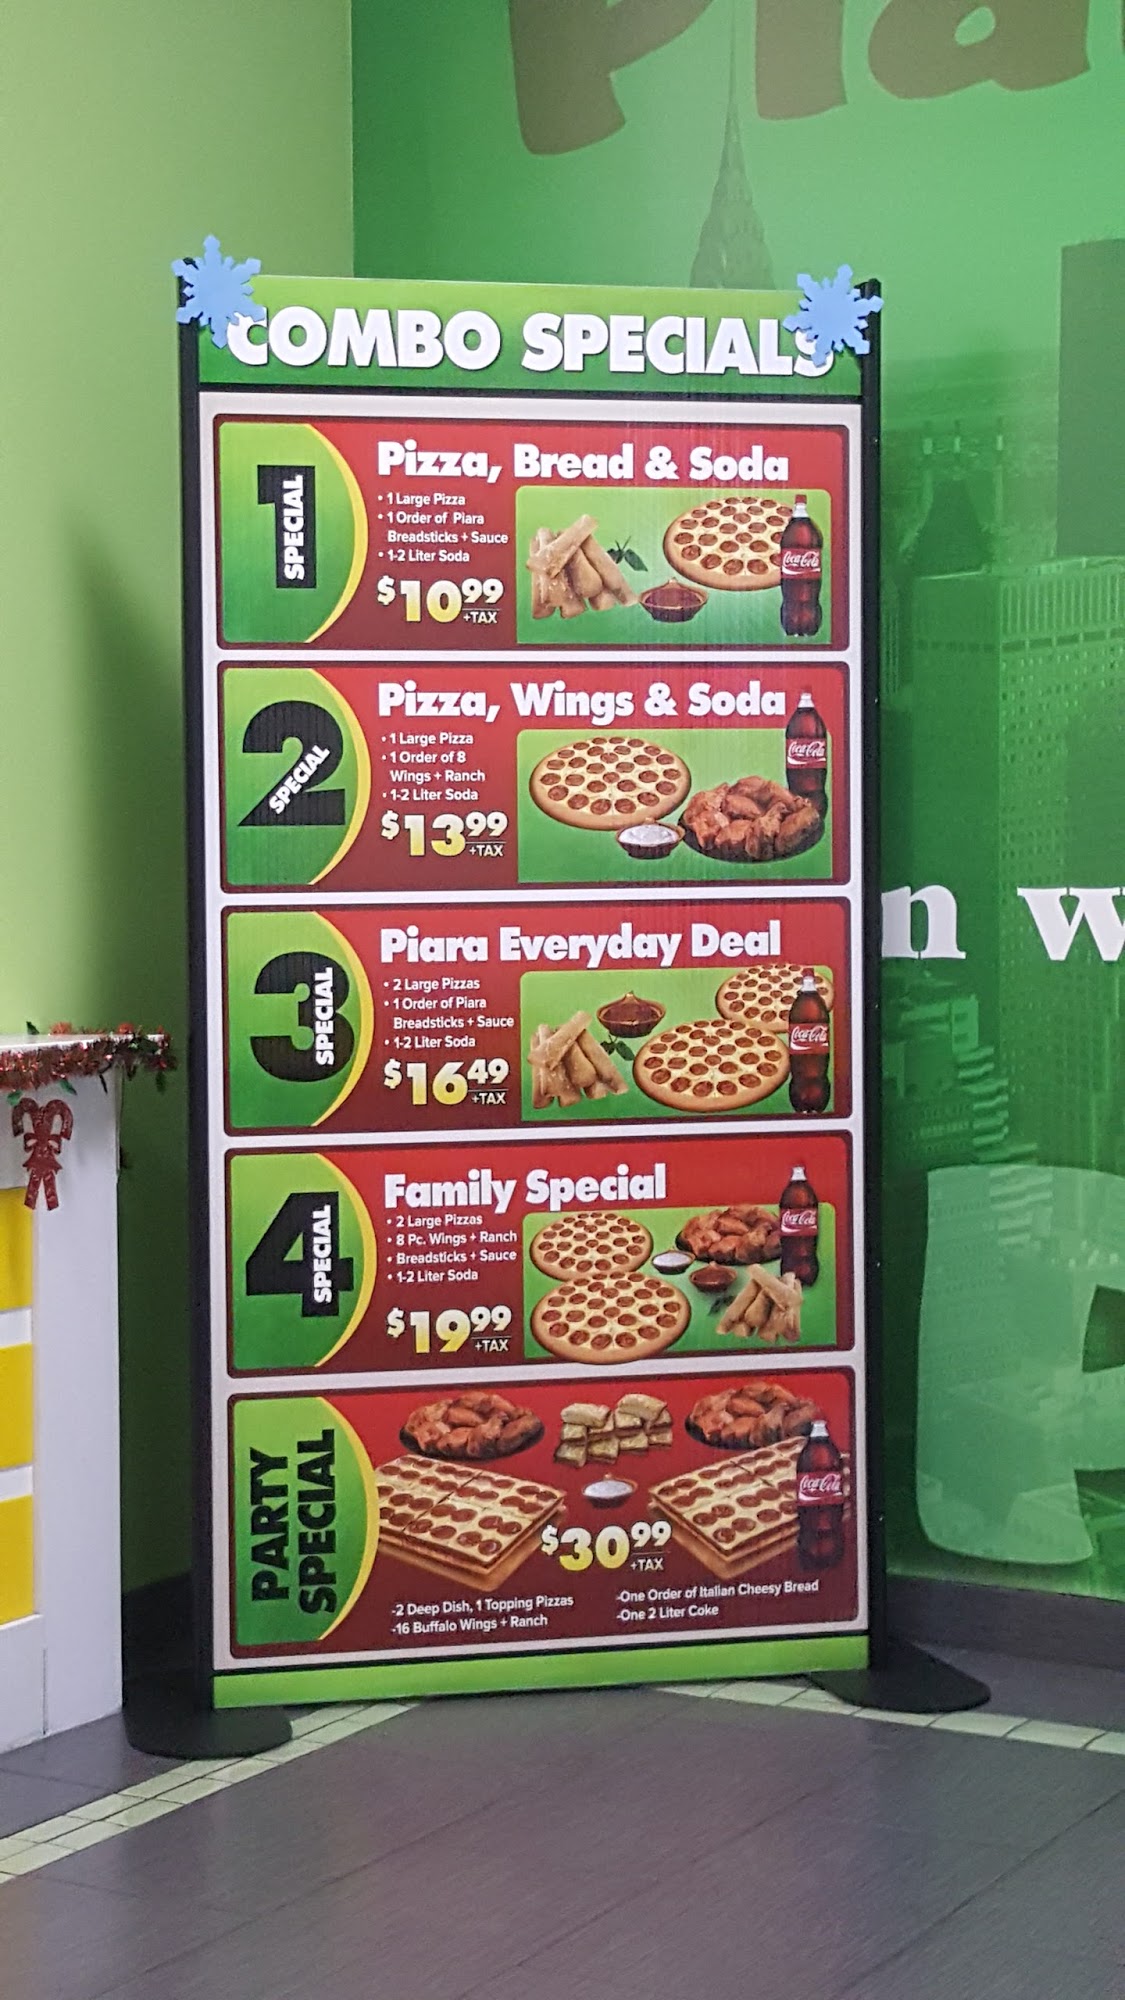 Pia
COMBO SPECIALS
1 SPECIAL
Pizza, Bread & Soda
• 1 Large Pizza
• 1 Order of Piara
Breadsticks + Sauce
• 1-2 Liter Soda
$10.99
+TAX
Coca-Cola
2 SPECIAL
Pizza, Wings & Soda
• 1 Large Pizza
• 1 Order of 8
Wings + Ranch
• 1-2 Liter Soda
$13.99
+TAX
Coca-Cola
3 SPECIAL
Piara Everyday Deal
• 2 Large Pizzas
• 1 Order of Piara
Breadsticks + Sauce
• 1-2 Liter Soda
$16.49
+TAX
Coca-Cola
4 SPECIAL
Family Special
• 2 Large Pizzas
• 8 Pc. Wings + Ranch
• Breadsticks + Sauce
• 1-2 Liter Soda
$19.99
+TAX
Coca-Cola
PARTY
SPECIAL
Coca-Cola
$30.99
+TAX
-2 Deep Dish, 1 Topping Pizzas
-16 Buffalo Wings + Ranch
-One Order of Italian Cheesy Bread
-One 2 Liter Coke
n w